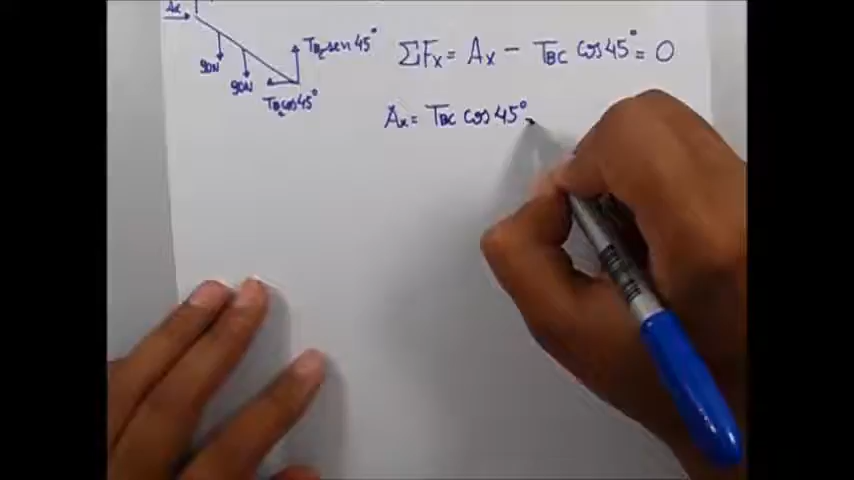 Ax
TBC sen 45°
90N
90N
TBC cos 45°
ΣFx = Ax - TBC cos 45° = 0
Ax = TBC cos 45°